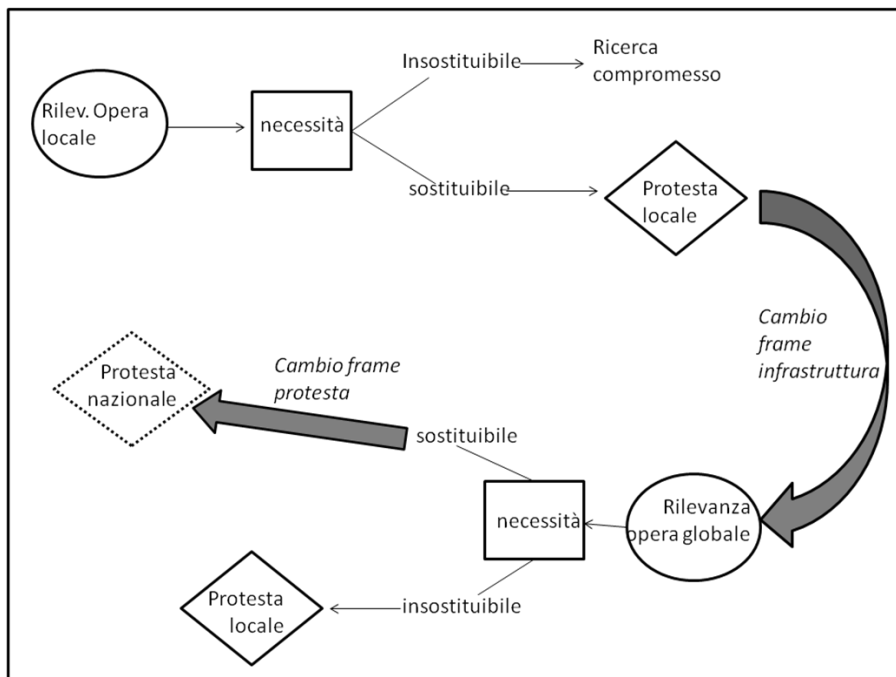 Insostituibile
Ricerca
compromesso
Rilev. Opera
locale
necessità
sostituibile
Protesta
locale
Cambio
frame
infrastruttura
Cambio frame
protesta
Protesta
nazionale
sostituibile
necessità
Rilevanza
opera globale
Protesta
locale
insostituibile